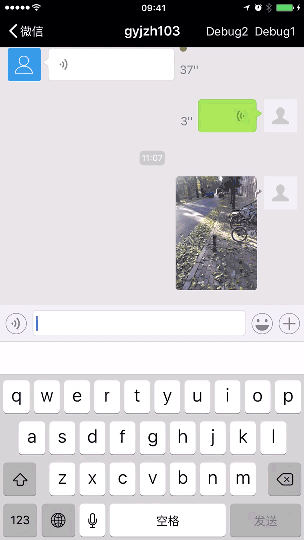 09:41
微信 gyjzh103 Debug2 Debug1
37''
3''
11:07
q w e r t y u i o p
a s d f g h j k l
z x c v b n m
123 空格 发送